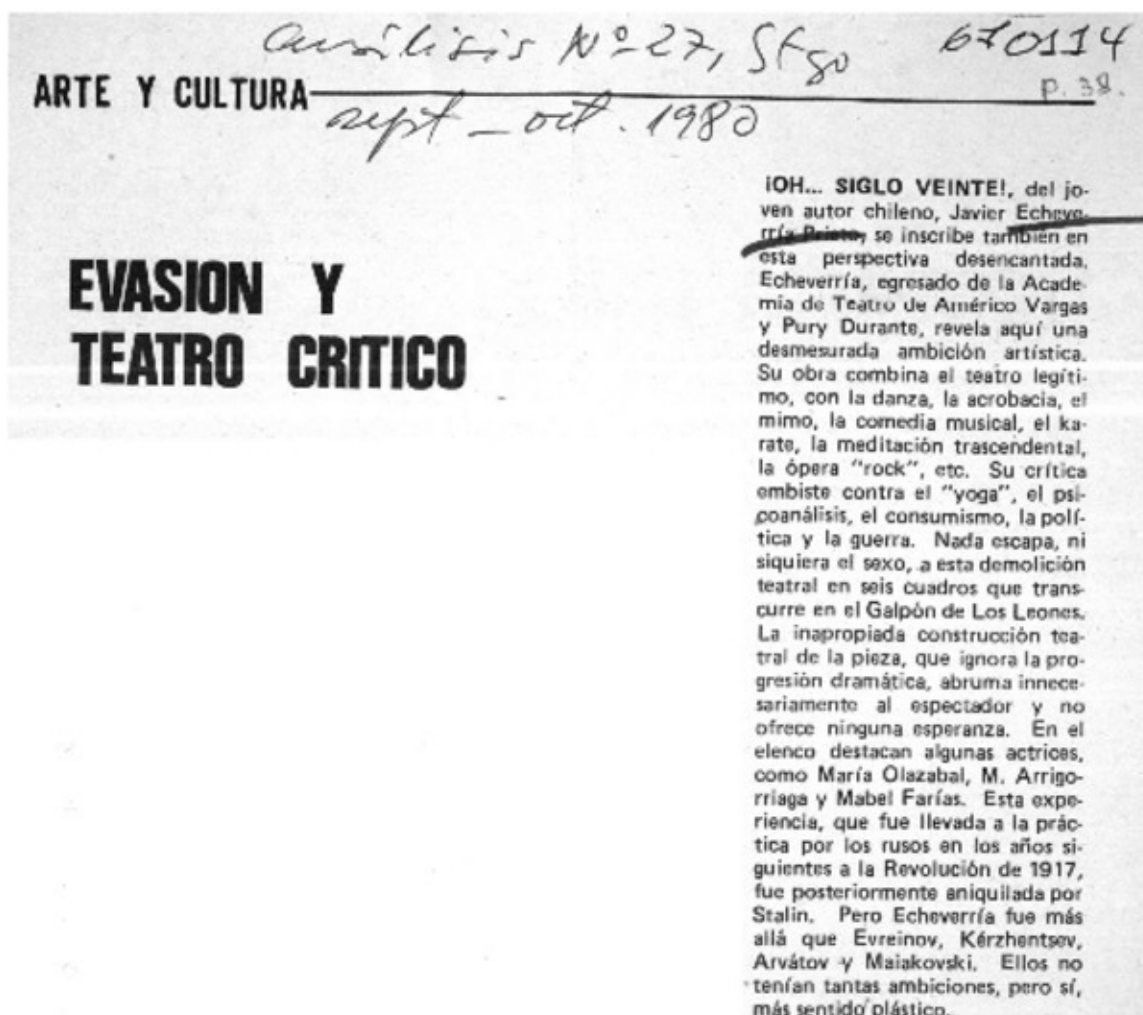 análisis Nº 27, Stgo
670114
ARTE Y CULTURA
p. 38.
sept - oct. 1980
EVASION Y
TEATRO CRITICO
¡OH... SIGLO VEINTE!, del jo-
ven autor chileno, Javier Echeve-
rría Prieto, se inscribe también en
esta perspectiva desencantada.
Echeverría, egresado de la Acade-
mia de Teatro de Américo Vargas
y Pury Durante, revela aquí una
desmesurada ambición artística.
Su obra combina el teatro legíti-
mo, con la danza, la acrobacia, el
mimo, la comedia musical, el ka-
rate, la meditación trascendental,
la ópera "rock", etc. Su crítica
embiste contra el "yoga", el psi-
coanálisis, el consumismo, la polí-
tica y la guerra. Nada escapa, ni
siquiera el sexo, a esta demolición
teatral en seis cuadros que trans-
curre en el Galpón de Los Leones.
La inapropiada construcción tea-
tral de la pieza, que ignora la pro-
gresión dramática, abruma innece-
sariamente al espectador y no
ofrece ninguna esperanza. En el
elenco destacan algunas actrices,
como María Olazabal, M. Arrigo-
rriaga y Mabel Farías. Esta expe-
riencia, que fue llevada a la prác-
tica por los rusos en los años si-
guientes a la Revolución de 1917,
fue posteriormente aniquilada por
Stalin. Pero Echeverría fue más
allá que Evreinov, Kérzhentsev,
Arvátov y Maiakovski. Ellos no
tenían tantas ambiciones, pero sí,
más sentido plástico.